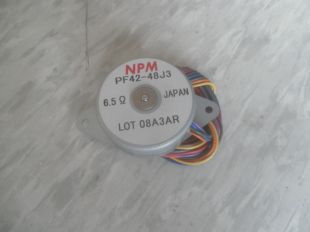 NPM
PF42-48J3
6.5 Ω JAPAN
LOT 08A3AR